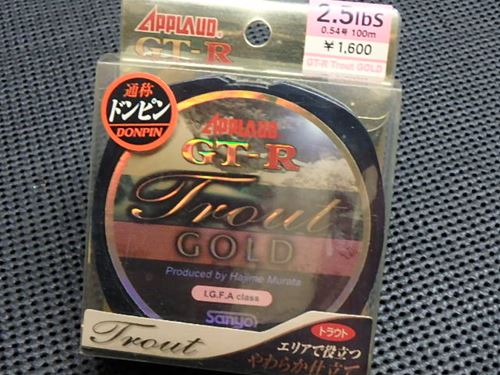 APPLAUD
GT-R
2.5lbs
0.54号 100m
￥1,600
GT-R Trout GOLD
通称
ドンピン
DONPIN
APPLAUD
GT-R
Trout
GOLD
Produced by Hajime Murata
I.G.F.A class
Sanyo
Trout
トラウト
エリアで役立つ
やわらか仕立て